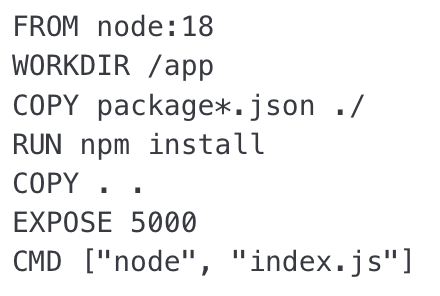 FROM node:18
WORKDIR /app
COPY package*.json ./
RUN npm install
COPY . .
EXPOSE 5000
CMD ["node", "index.js"]